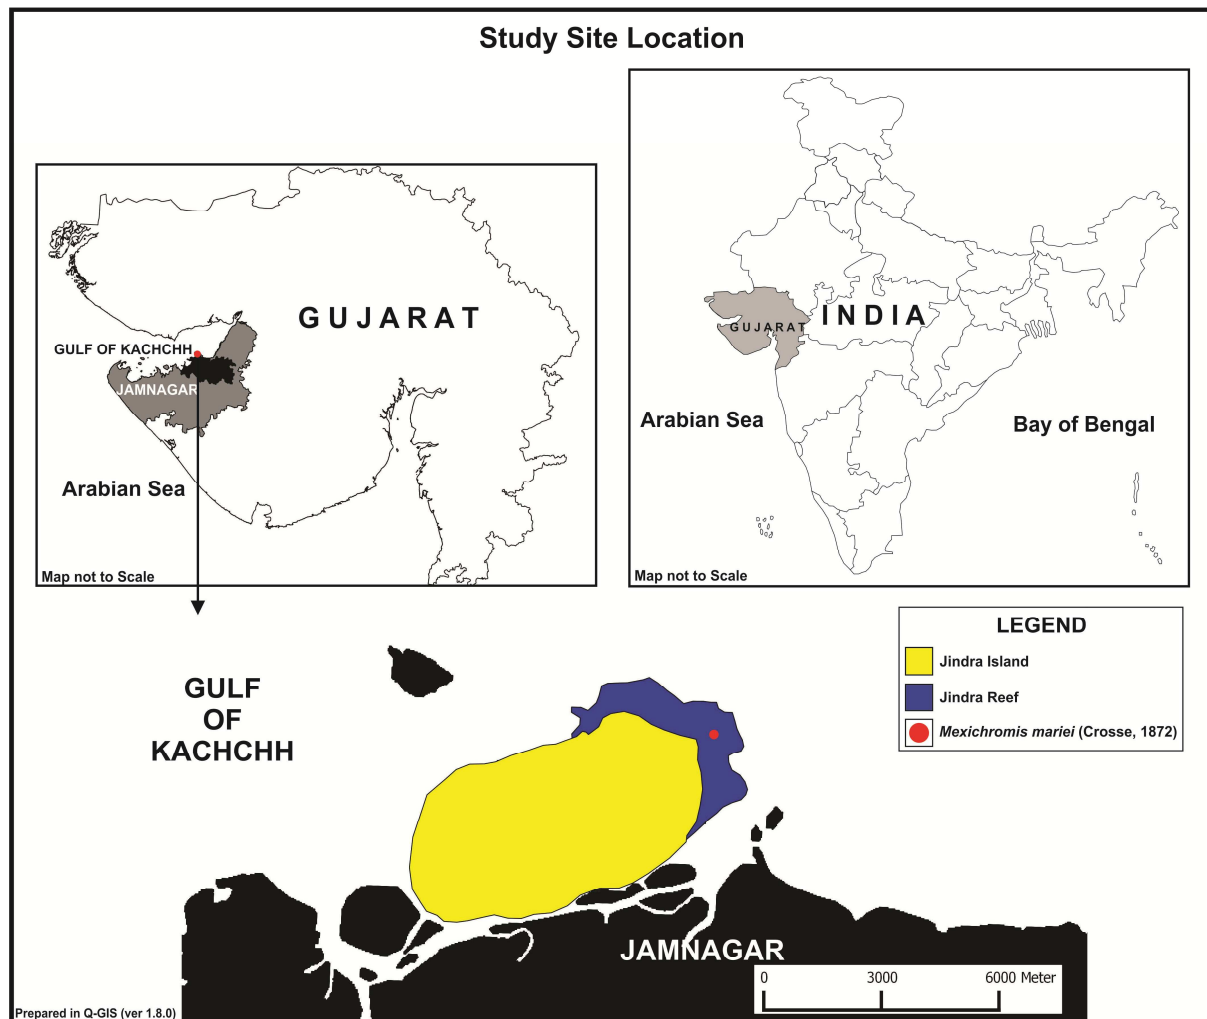 Study Site Location
GUJARAT
GULF OF KACHCHH
JAMNAGAR
Arabian Sea
Map not to Scale
INDIA
GUJARAT
Arabian Sea
Bay of Bengal
Map not to Scale
LEGEND
Jindra Island
Jindra Reef
Mexichromis mariei (Crosse, 1872)
GULF
OF
KACHCHH
JAMNAGAR
0 3000 6000 Meter
Prepared in Q-GIS (ver 1.8.0)